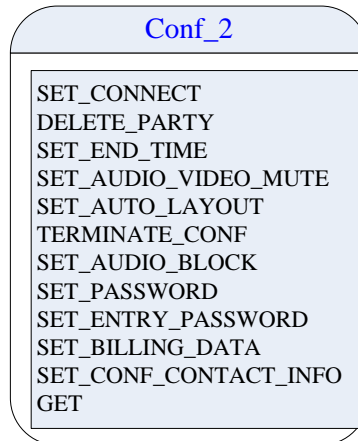 Conf_2
SET_CONNECT
DELETE_PARTY
SET_END_TIME
SET_AUDIO_VIDEO_MUTE
SET_AUTO_LAYOUT
TERMINATE_CONF
SET_AUDIO_BLOCK
SET_PASSWORD
SET_ENTRY_PASSWORD
SET_BILLING_DATA
SET_CONF_CONTACT_INFO
GET